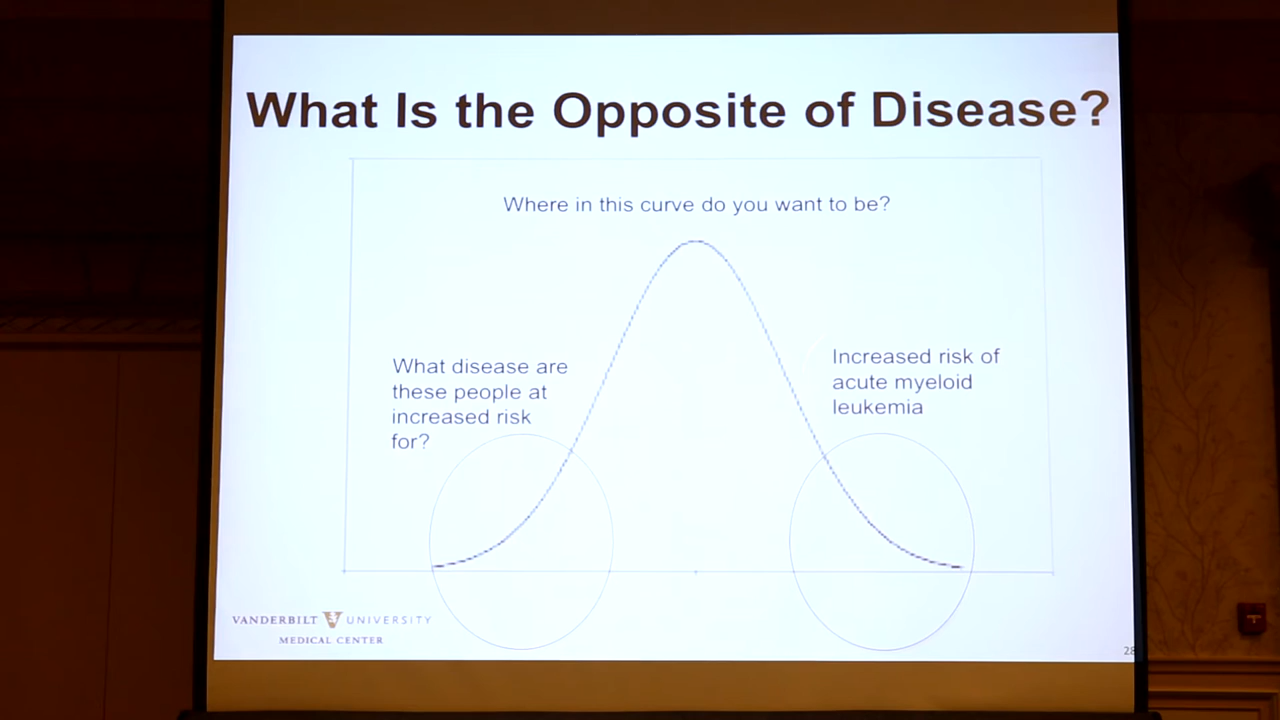 What Is the Opposite of Disease?
Where in this curve do you want to be?
What disease are
these people at
increased risk
for?
Increased risk of
acute myeloid
leukemia
VANDERBILT UNIVERSITY
MEDICAL CENTER
28